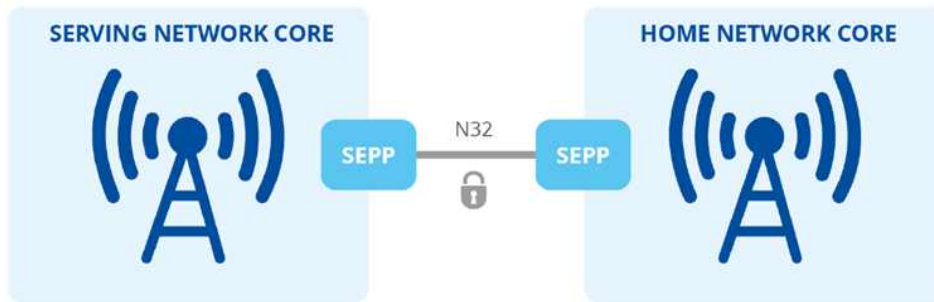 SERVING NETWORK CORE
HOME NETWORK CORE
N32
SEPP
SEPP